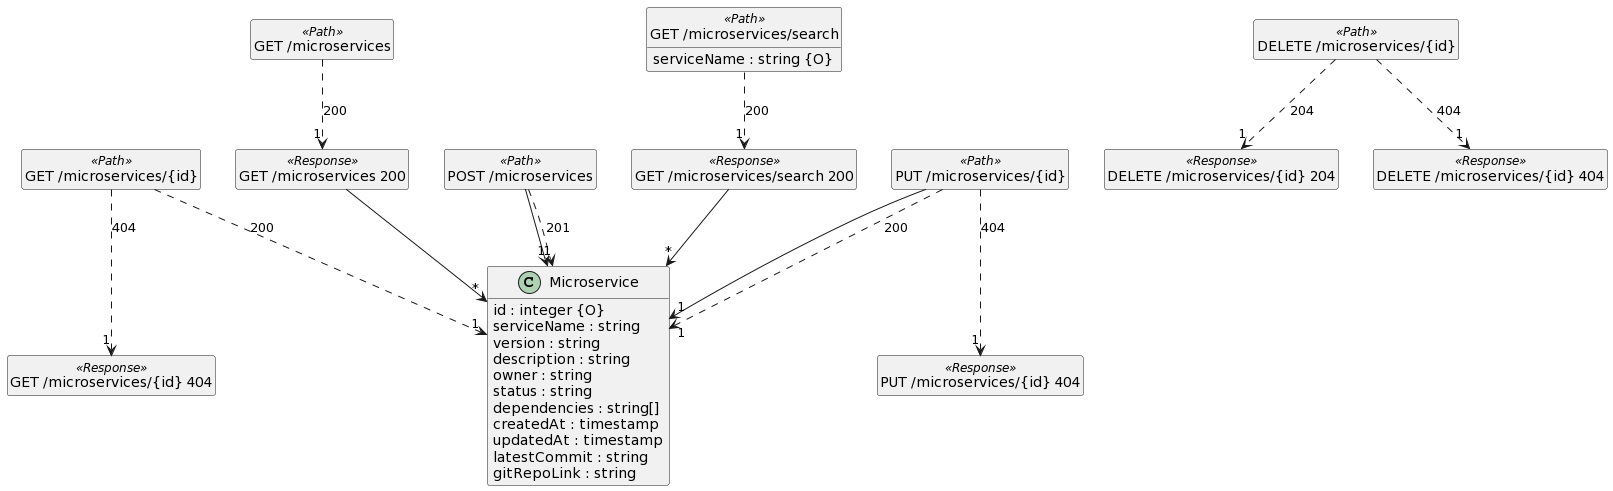 «Path»
GET /microservices
«Path»
GET /microservices/search
serviceName : string {O}
«Path»
DELETE /microservices/{id}
200
1
200
1
204
1
404
1
«Path»
GET /microservices/{id}
«Response»
GET /microservices 200
«Path»
POST /microservices
«Response»
GET /microservices/search 200
«Path»
PUT /microservices/{id}
«Response»
DELETE /microservices/{id} 204
«Response»
DELETE /microservices/{id} 404
404
1
200
1
*
201
1
1
*
200
1
1
404
1
C Microservice
id : integer {O}
serviceName : string
version : string
description : string
owner : string
status : string
dependencies : string[]
createdAt : timestamp
updatedAt : timestamp
latestCommit : string
gitRepoLink : string
«Response»
GET /microservices/{id} 404
«Response»
PUT /microservices/{id} 404